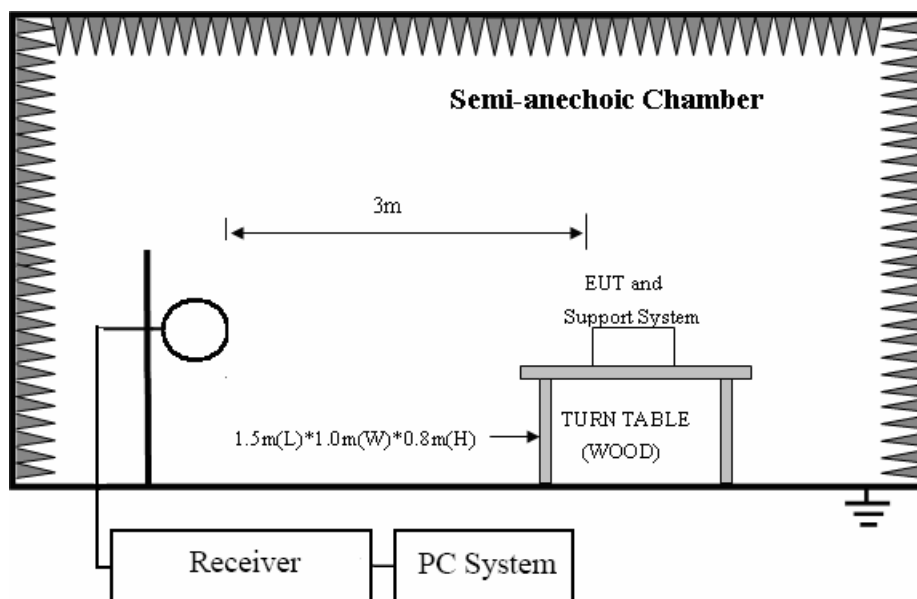 Semi-anechoic Chamber
3m
EUT and
Support System
1.5m(L)*1.0m(W)*0.8m(H)
TURN TABLE
(WOOD)
Receiver
PC System